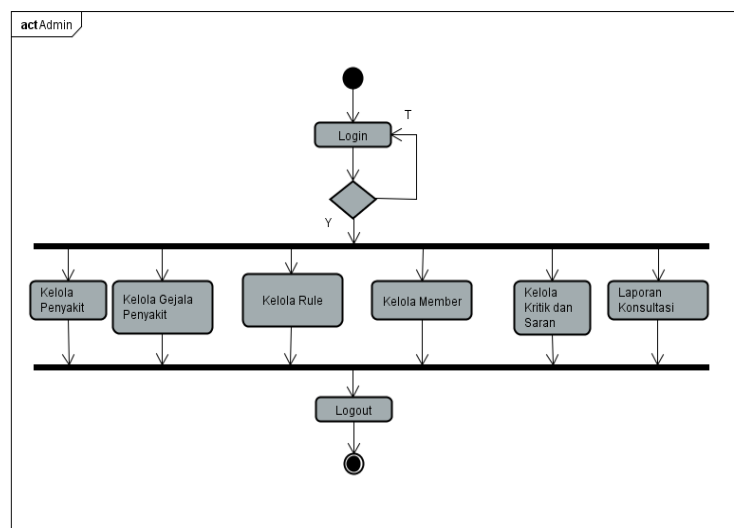 act Admin
T
Login
Y
Kelola
Penyakit
Kelola Gejala
Penyakit
Kelola Rule
Kelola Member
Kelola
Kritik dan
Saran
Laporan
Konsultasi
Logout